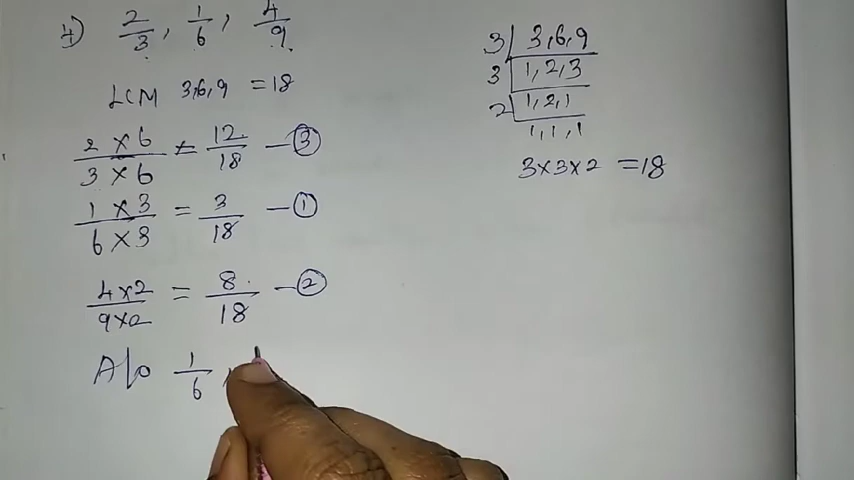 4) 2/3, 1/6, 4/9
LCM 3,6,9 = 18
2 × 6 / 3 × 6 = 12/18 — ③
1 × 3 / 6 × 3 = 3/18 — ①
4 × 2 / 9 × 2 = 8/18 — ②
A/o 1/6,
3 | 3,6,9
3 | 1,2,3
2 | 1,2,1
1,1,1
3×3×2 = 18